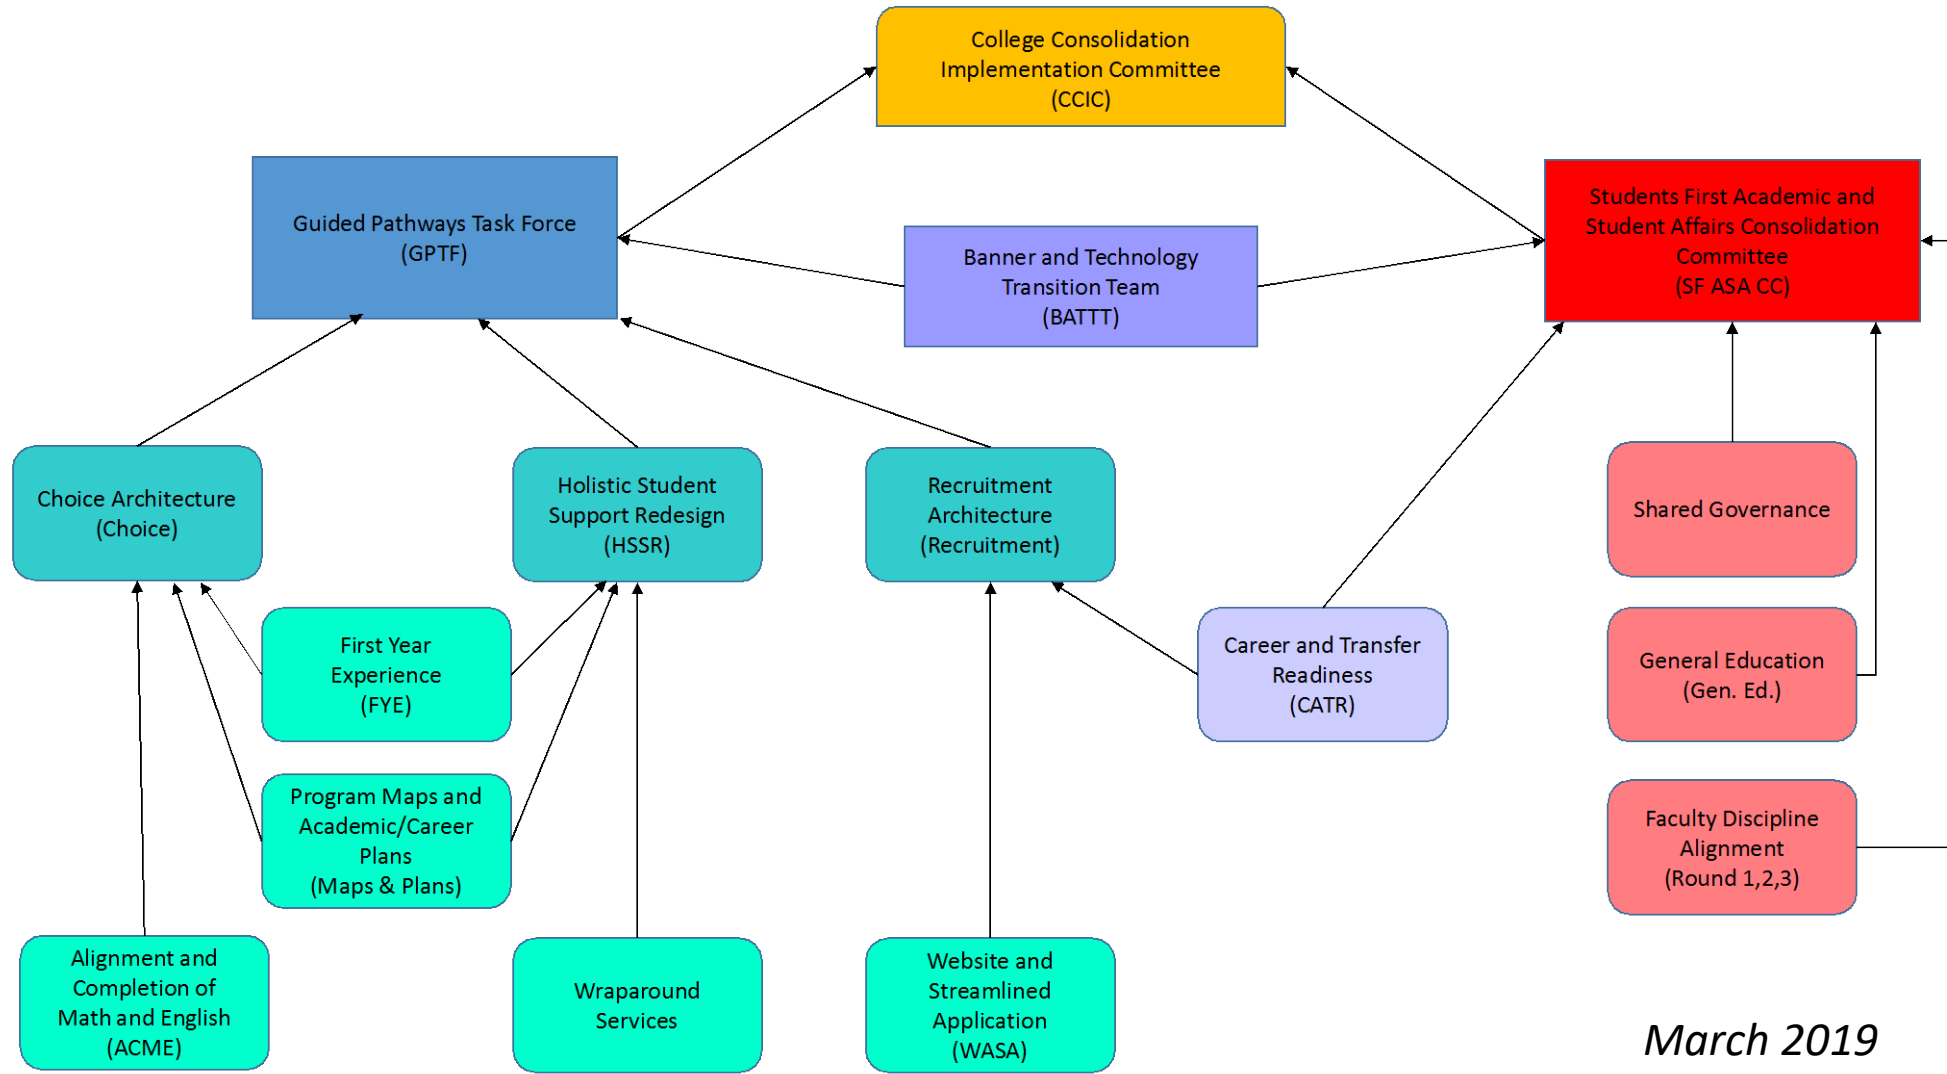 College Consolidation
Implementation Committee
(CCIC)
Guided Pathways Task Force
(GPTF)
Banner and Technology
Transition Team
(BATTT)
Students First Academic and
Student Affairs Consolidation
Committee
(SF ASA CC)
Choice Architecture
(Choice)
Holistic Student
Support Redesign
(HSSR)
Recruitment
Architecture
(Recruitment)
Shared Governance
First Year
Experience
(FYE)
Career and Transfer
Readiness
(CATR)
General Education
(Gen. Ed.)
Program Maps and
Academic/Career
Plans
(Maps & Plans)
Faculty Discipline
Alignment
(Round 1,2,3)
Alignment and
Completion of
Math and English
(ACME)
Wraparound
Services
Website and
Streamlined
Application
(WASA)
March 2019